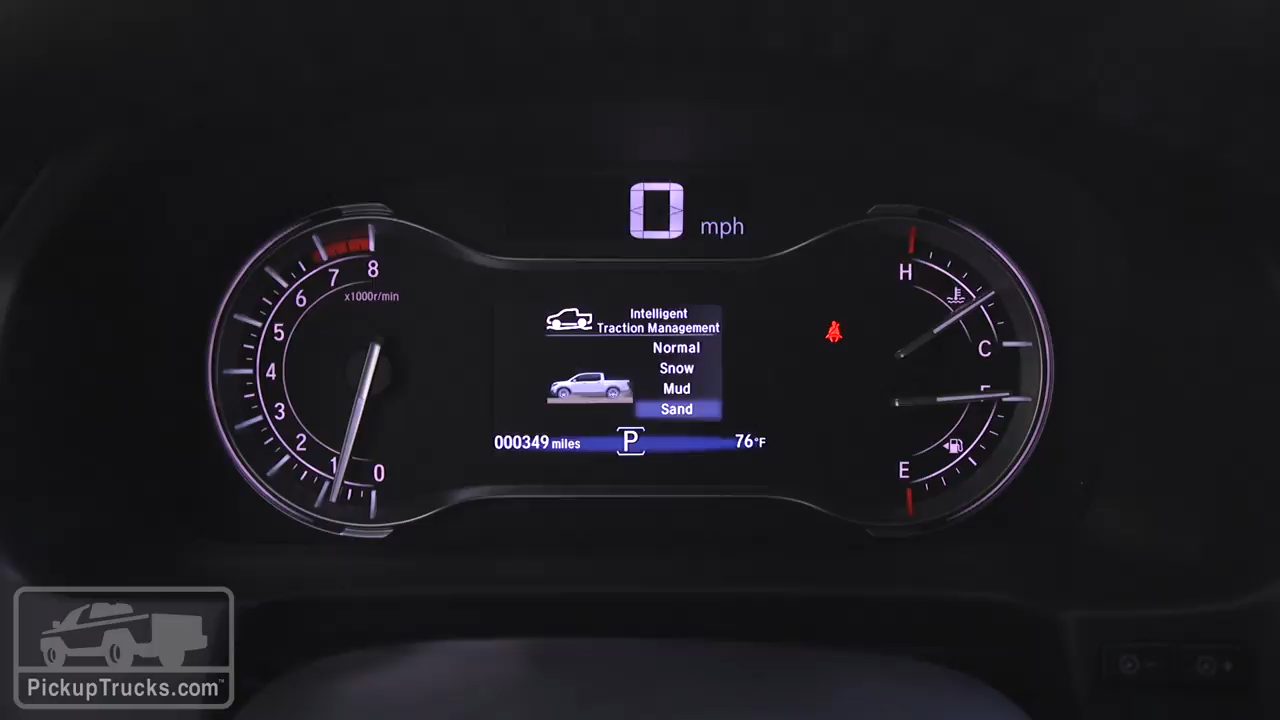 0 mph
8
7
6
x1000r/min
5
4
3
2
1
0
Intelligent
Traction Management
Normal
Snow
Mud
Sand
000349 miles P 76°F
H
C
F
E
PickupTrucks.com™